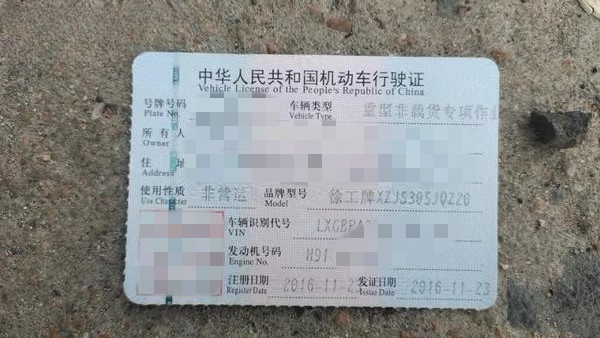 中华人民共和国机动车行驶证
Vehicle License of the People's Republic of China
号牌号码 车辆类型 重型非载货专项作业
Plate No. Vehicle Type
所有人
Owner
住址
Address
使用性质 非营运 品牌型号 徐工牌XZJ5305JQZ20
Use Character Model
车辆识别代号 LXGBPA
VIN
发动机号码 M91
Engine No.
注册日期 2016-11-23 发证日期 2016-11-23
Register Date Issue Date